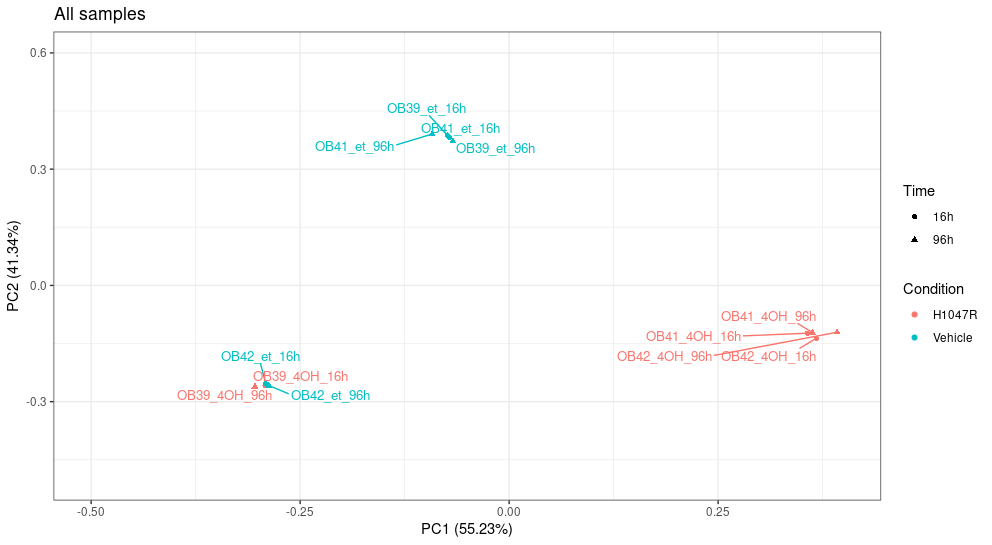 All samples
PC2 (41.34%)
0.6
0.3
0.0
-0.3
OB39_et_16h
OB41_et_16h
OB41_et_96h
OB39_et_96h
OB41_4OH_96h
OB41_4OH_16h
OB42_4OH_96h
OB42_4OH_16h
OB42_et_16h
OB39_4OH_16h
OB39_4OH_96h
OB42_et_96h
-0.50
-0.25
0.00
0.25
PC1 (55.23%)
Time
16h
96h
Condition
H1047R
Vehicle